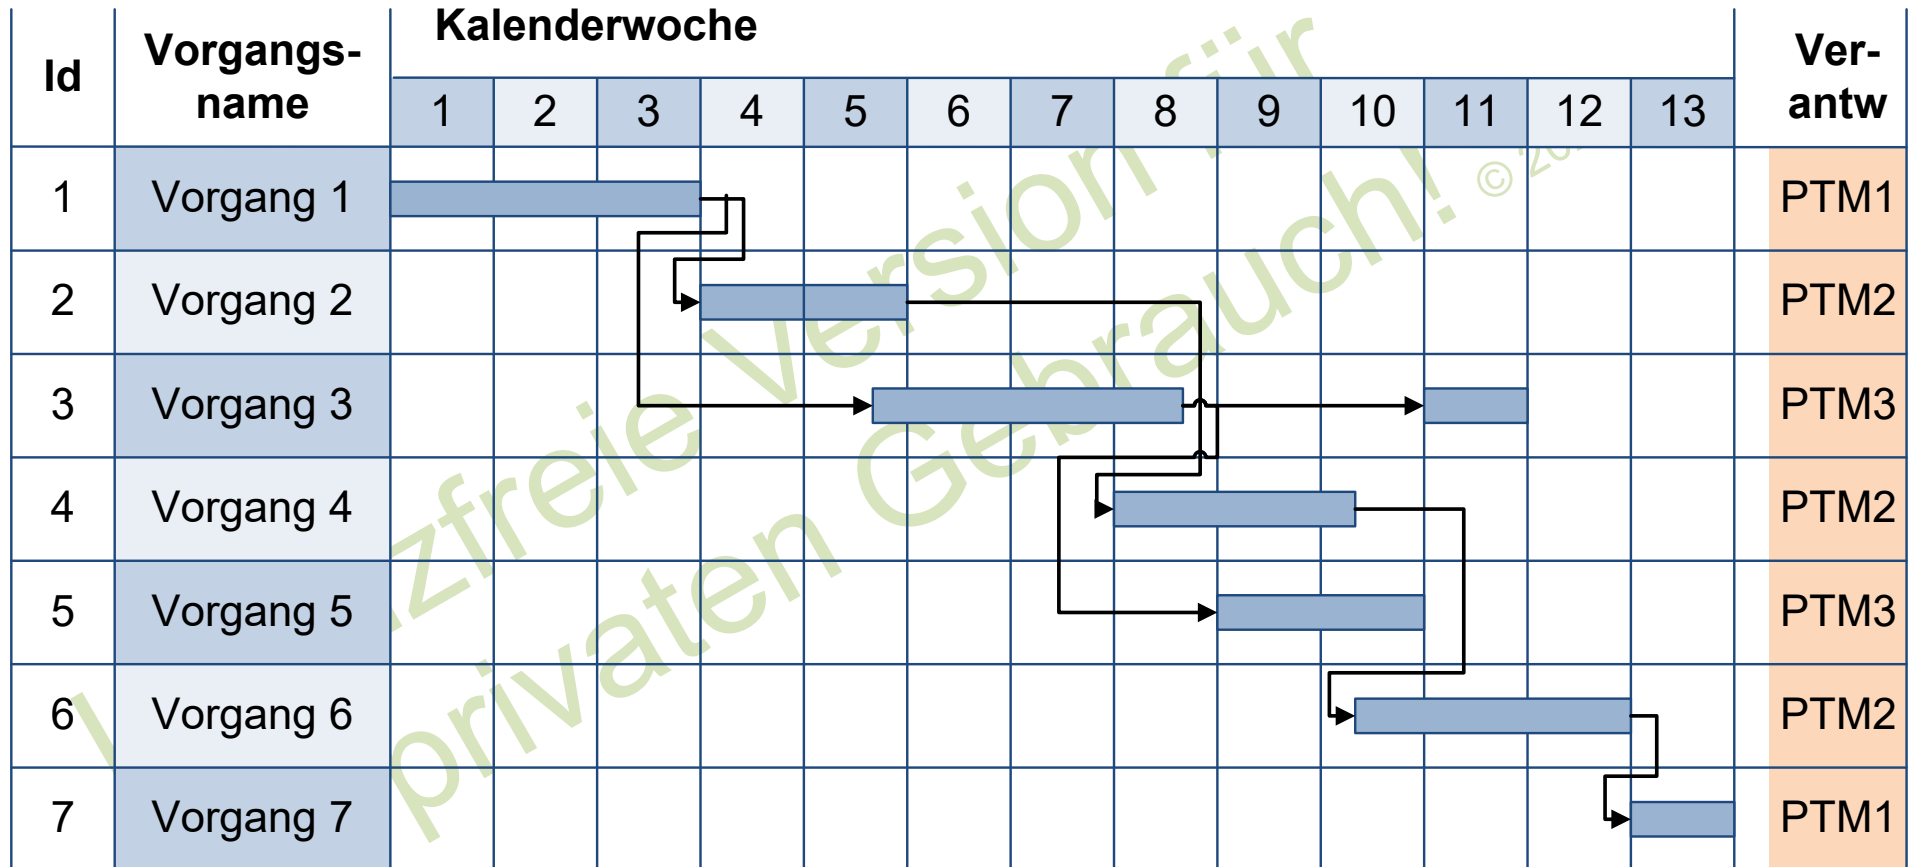 Kalenderwoche
Id Vorgangs-
name Ver-
antw
1 2 3 4 5 6 7 8 9 10 11 12 13
1 Vorgang 1 PTM1
2 Vorgang 2 PTM2
3 Vorgang 3 PTM3
4 Vorgang 4 PTM2
5 Vorgang 5 PTM3
6 Vorgang 6 PTM2
7 Vorgang 7 PTM1
Version für
privaten Gebrauch!